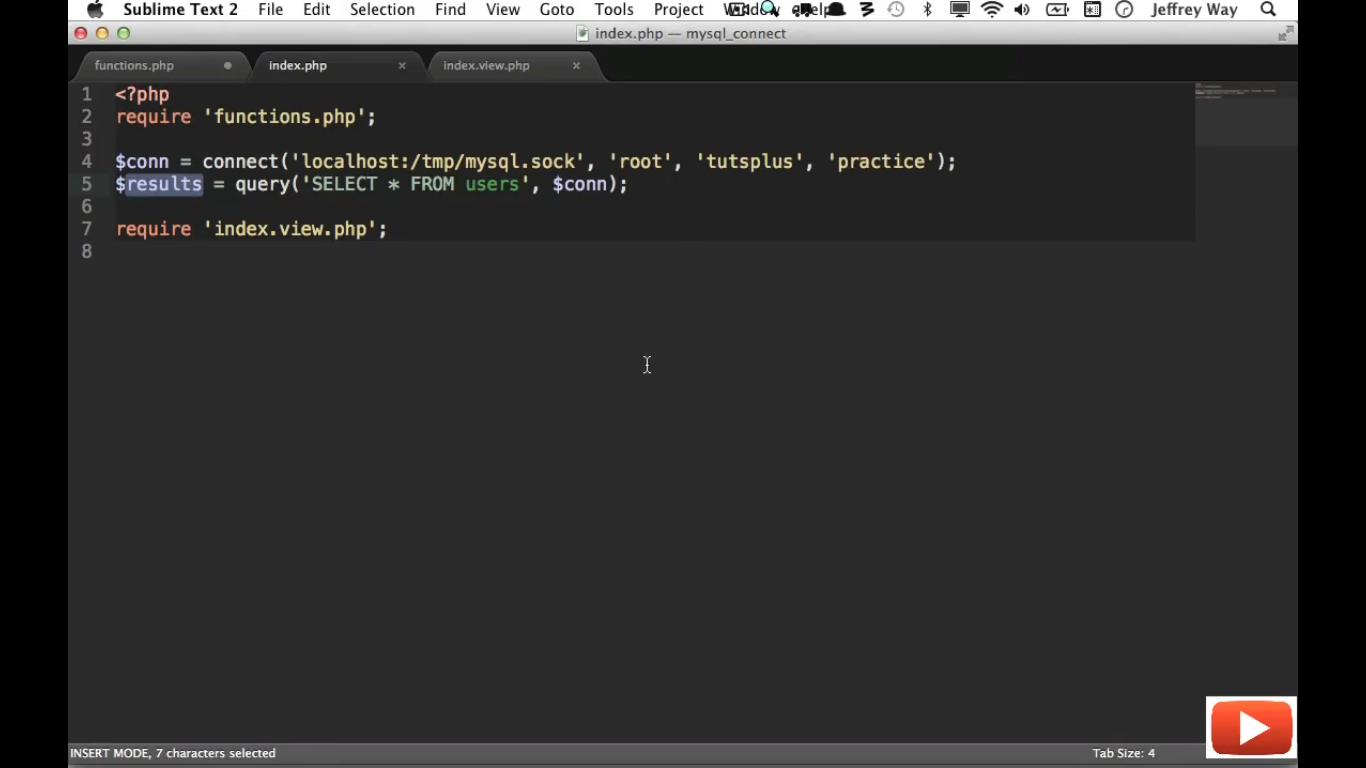 Sublime Text 2 File Edit Selection Find View Goto Tools Project Jeffrey Way
index.php — mysql_connect
functions.php index.php index.view.php
1 <?php
2 require 'functions.php';
3
4 $conn = connect('localhost:/tmp/mysql.sock', 'root', 'tutsplus', 'practice');
5 $results = query('SELECT * FROM users', $conn);
6
7 require 'index.view.php';
8
INSERT MODE, 7 characters selected Tab Size: 4